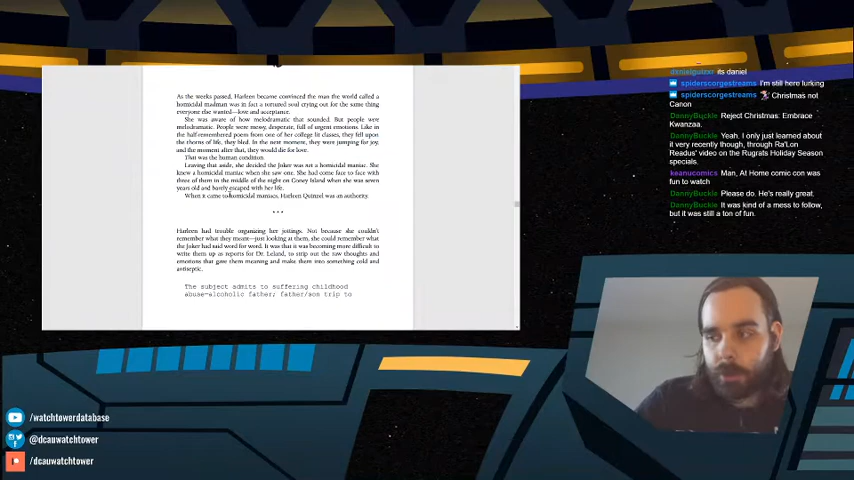 As the weeks passed, Harleen became convinced the man the world called a
homicidal madman was in fact a tortured soul crying out for the same thing
everyone else wanted—love and acceptance.
She was aware of how melodramatic that sounded. But people were
melodramatic. People were messy, desperate, full of urgent emotions. Like in
the half-remembered poem from one of her college lit classes, they fell upon
the thorns of life, they bled. In the next moment, they were jumping for joy,
and the moment after that, they would die for love.
That was the human condition.
Leaving that aside, she decided the Joker was not a homicidal maniac. She
knew a homicidal maniac when she saw one. She had come face to face with
three of them in the middle of the night on Coney Island when she was seven
years old and barely escaped with her life.
When it came to homicidal maniacs, Harleen Quinzel was an authority.
• • •
Harleen had trouble organizing her jottings. Not because she couldn't
remember what they meant—just looking at them, she could remember what
the Joker had said word for word. It was that it was becoming more difficult to
write them up as reports for Dr. Leland, to strip out the raw thoughts and
emotions that gave them meaning and make them into something cold and
antiseptic.
The subject admits to suffering childhood
abuse—alcoholic father; father/son trip to
its daniel
spiderscorgestreams I'm still here lurking
spiderscorgestreams Christmas not
Canon
DannyBuckle Reject Christmas: Embrace
Kwanzaa.
DannyBuckle Yeah. I only just learned about
it very recently though, through Ra'Lon
Readus' video on the Rugrats Holiday Season
specials.
keanucomics Man, At Home comic con was
fun to watch
DannyBuckle Please do. He's really great.
DannyBuckle It was kind of a mess to follow,
but it was still a ton of fun.
/watchtowerdatabase
@dcauwatchtower
/dcauwatchtower